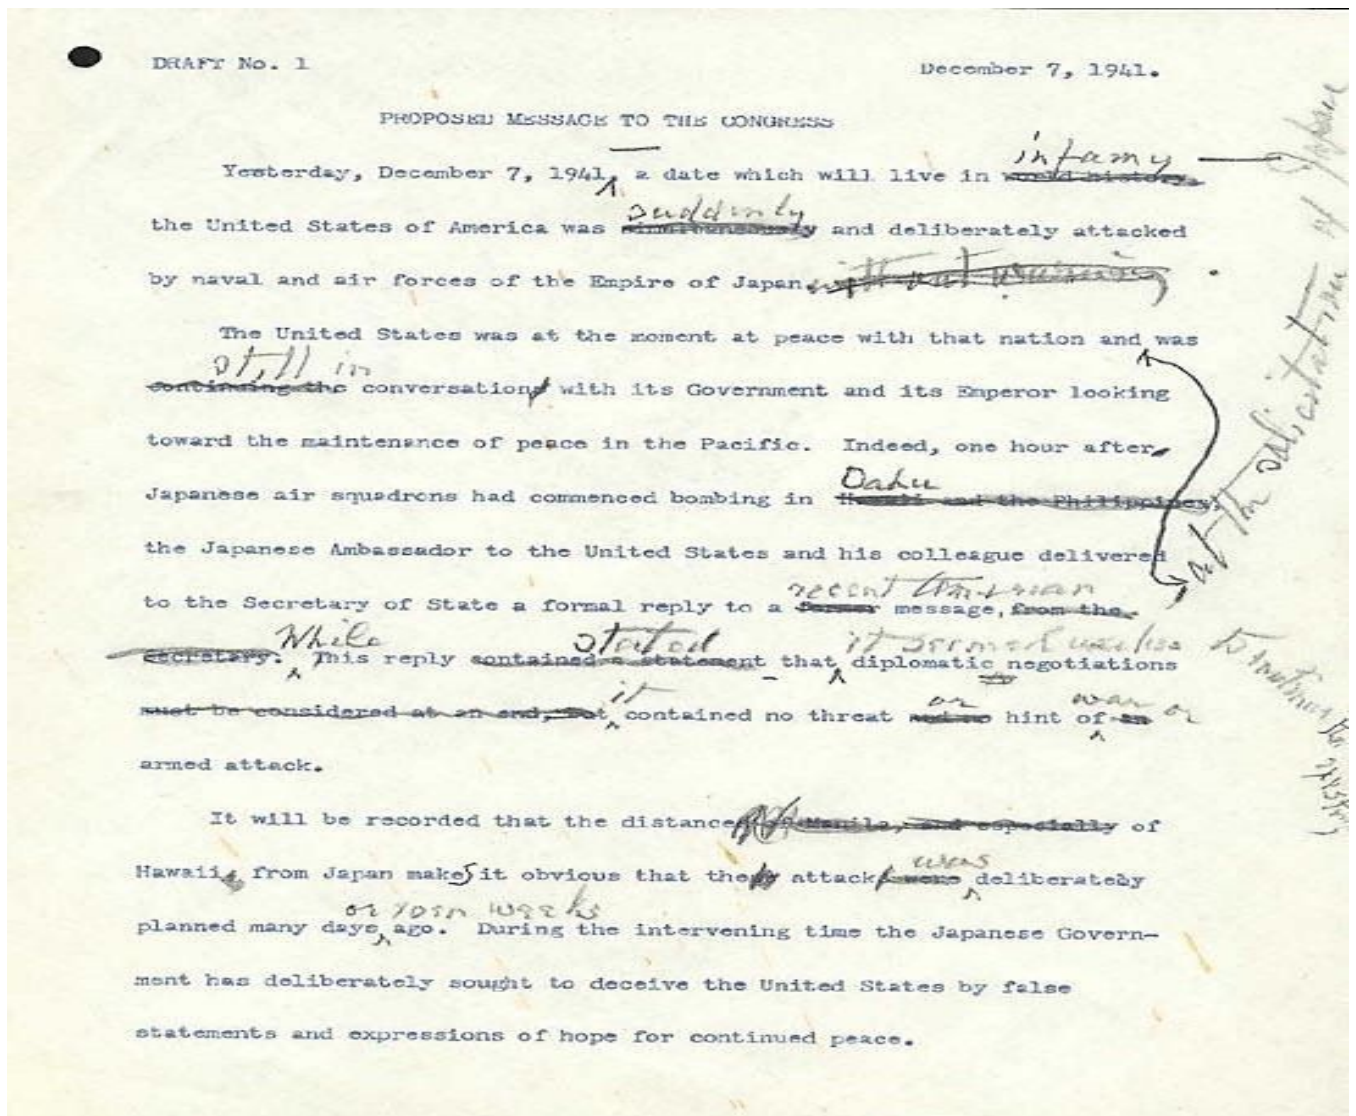 DRAFT No. 1
December 7, 1941.
PROPOSED MESSAGE TO THE CONGRESS
infamy
Yesterday, December 7, 1941, a date which will live in world history,
suddenly
the United States of America was simultaneously and deliberately attacked
by naval and air forces of the Empire of Japan. without warning .
The United States was at the moment at peace with that nation and was
still in
continuing the conversations with its Government and its Emperor looking
toward the maintenance of peace in the Pacific. Indeed, one hour after,
Oahu
Japanese air squadrons had commenced bombing in Hawaii and the Philippines,
the Japanese Ambassador to the United States and his colleague delivered
recent American
to the Secretary of State a formal reply to a former message, from the
While stated it seemed useless
secretary. This reply contained a statement that diplomatic negotiations
it or war or
must be considered at an end, but contained no threat and no hint of an
armed attack.
It will be recorded that the distance of Manila, and especially of
was
Hawaii, from Japan makes it obvious that the attack were deliberately
or even weeks
planned many days ago. During the intervening time the Japanese Govern-
ment has deliberately sought to deceive the United States by false
statements and expressions of hope for continued peace.
at the solicitation of Japan
to continue the existing